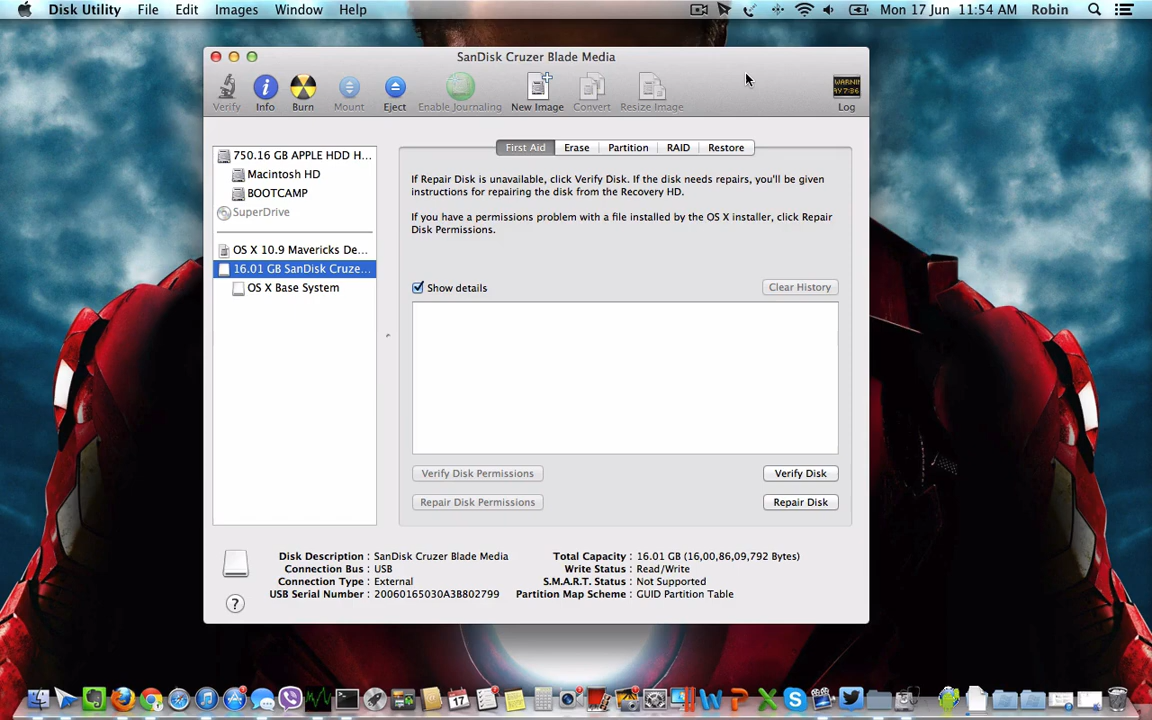 Disk Utility File Edit Images Window Help Mon 17 Jun 11:54 AM Robin
SanDisk Cruzer Blade Media
Verify Info Burn Mount Eject Enable Journaling New Image Convert Resize Image Log
750.16 GB APPLE HDD H...
Macintosh HD
BOOTCAMP
SuperDrive
OS X 10.9 Mavericks De...
16.01 GB SanDisk Cruze...
OS X Base System
First Aid Erase Partition RAID Restore
If Repair Disk is unavailable, click Verify Disk. If the disk needs repairs, you'll be given
instructions for repairing the disk from the Recovery HD.
If you have a permissions problem with a file installed by the OS X installer, click Repair
Disk Permissions.
Show details Clear History
Verify Disk Permissions Verify Disk
Repair Disk Permissions Repair Disk
Disk Description : SanDisk Cruzer Blade Media Total Capacity : 16.01 GB (16,00,86,09,792 Bytes)
Connection Bus : USB Write Status : Read/Write
Connection Type : External S.M.A.R.T. Status : Not Supported
USB Serial Number : 20060165030A3B802799 Partition Map Scheme : GUID Partition Table
?